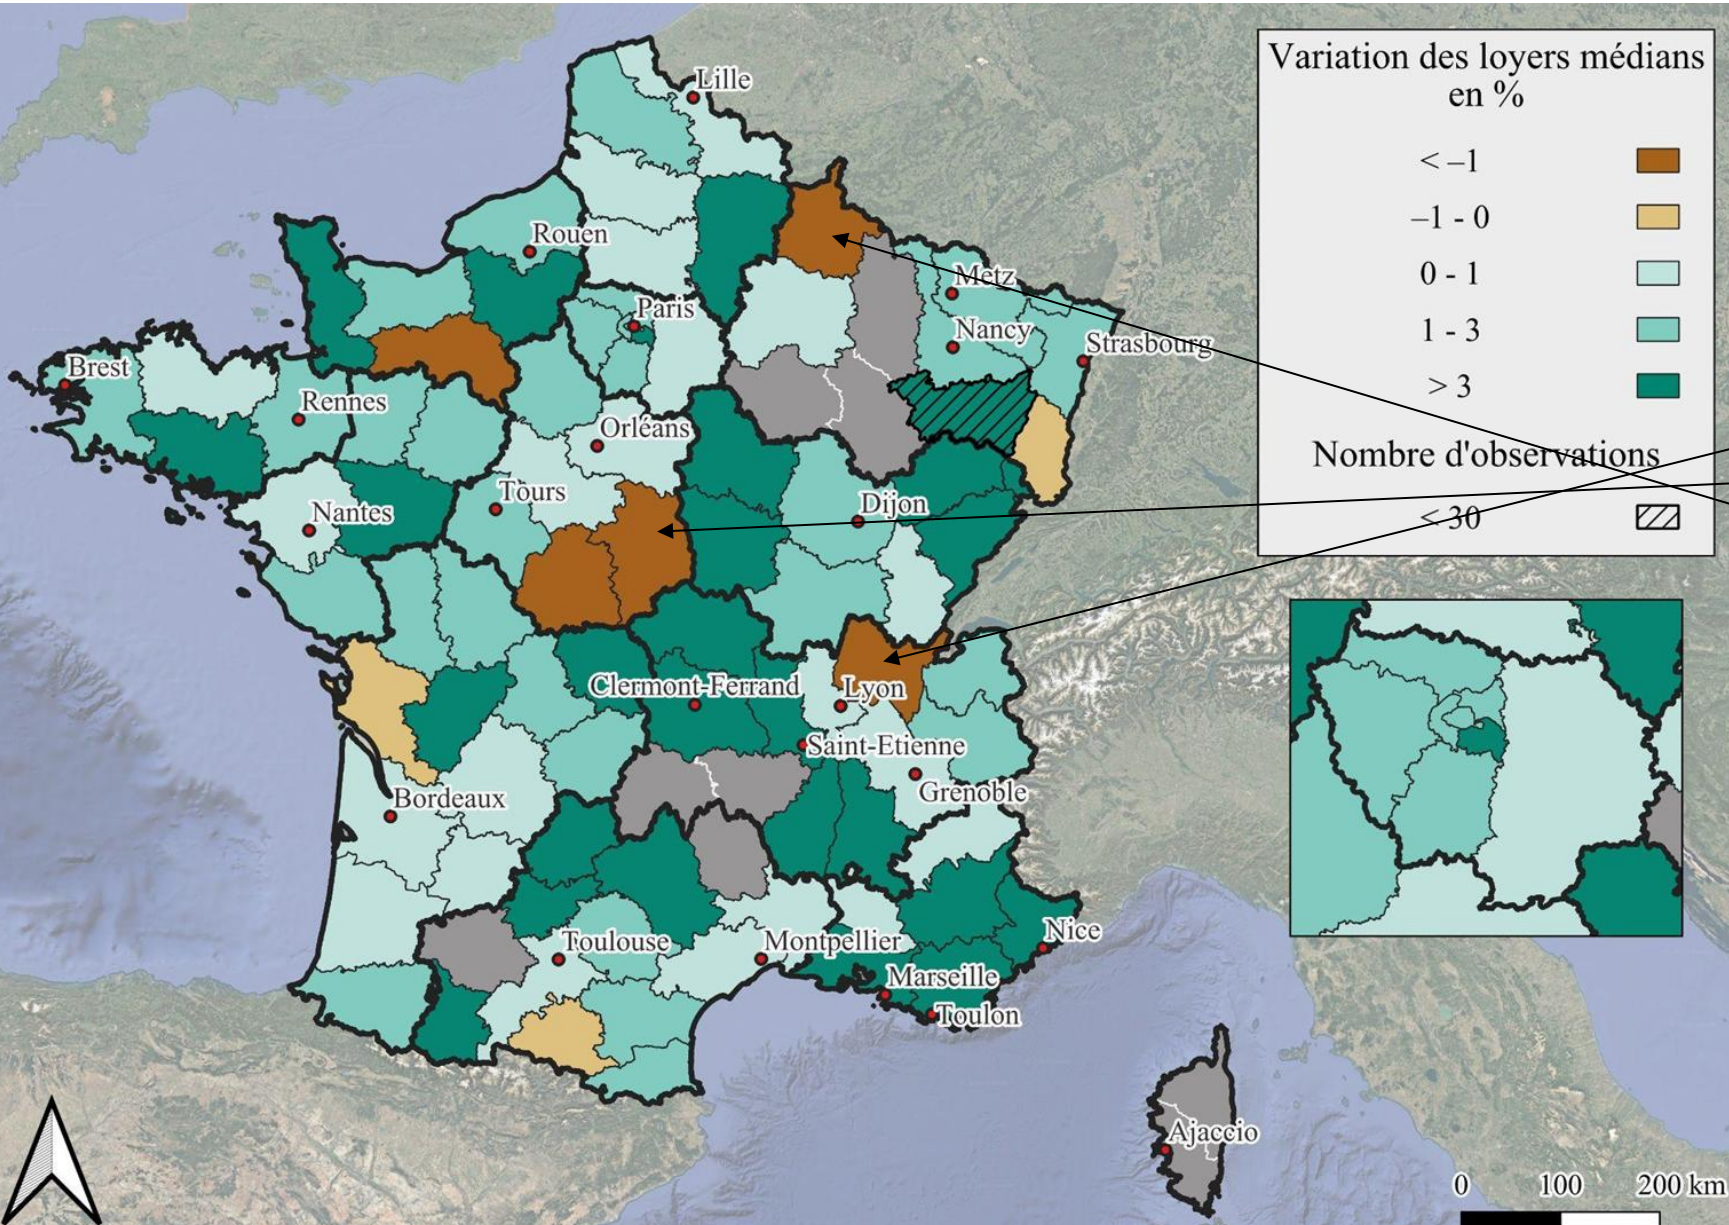 Variation des loyers médians
en %
< –1
–1 - 0
0 - 1
1 - 3
> 3
Nombre d'observations
< 30
Lille
Rouen
Metz
Paris
Nancy
Strasbourg
Brest
Rennes
Orléans
Tours
Nantes
Dijon
Clermont-Ferrand
Lyon
Saint-Etienne
Grenoble
Bordeaux
Toulouse
Montpellier
Nice
Marseille
Toulon
Ajaccio
0 100 200 km